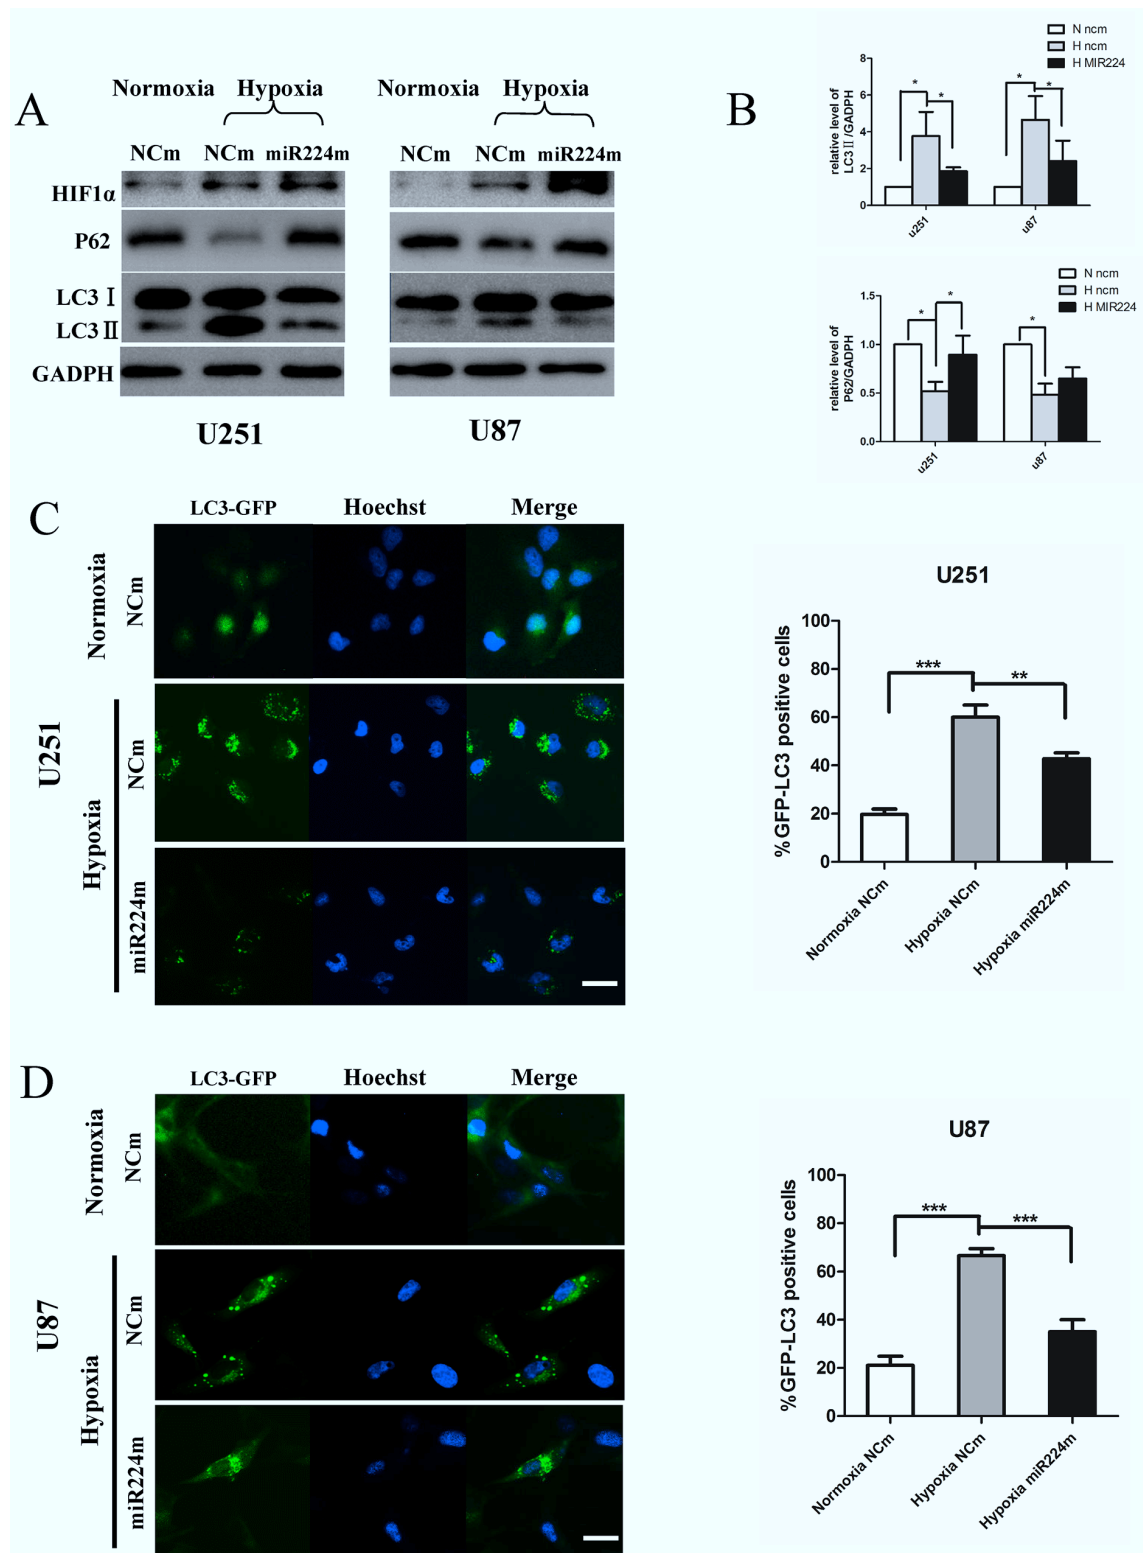 A
Normoxia Hypoxia Normoxia Hypoxia
NCm NCm miR224m NCm NCm miR224m
HIF1α
P62
LC3 Ⅰ
LC3 Ⅱ
GADPH
U251 U87
B
N ncm
H ncm
H MIR224
relative level of
LC3Ⅱ/GADPH
8
6
4
2
0
* * * *
u251 u87
N ncm
H ncm
H MIR224
relative level of
P62/GADPH
1.5
1.0
0.5
0.0
* * *
u251 u87
C
LC3-GFP Hoechst Merge
U251
Normoxia
NCm
Hypoxia
NCm
miR224m
U251
%GFP-LC3 positive cells
100
80
60
40
20
0
*** **
Normoxia NCm
Hypoxia NCm
Hypoxia miR224m
D
LC3-GFP Hoechst Merge
U87
Normoxia
NCm
Hypoxia
NCm
miR224m
U87
%GFP-LC3 positive cells
100
80
60
40
20
0
*** ***
Normoxia NCm
Hypoxia NCm
Hypoxia miR224m